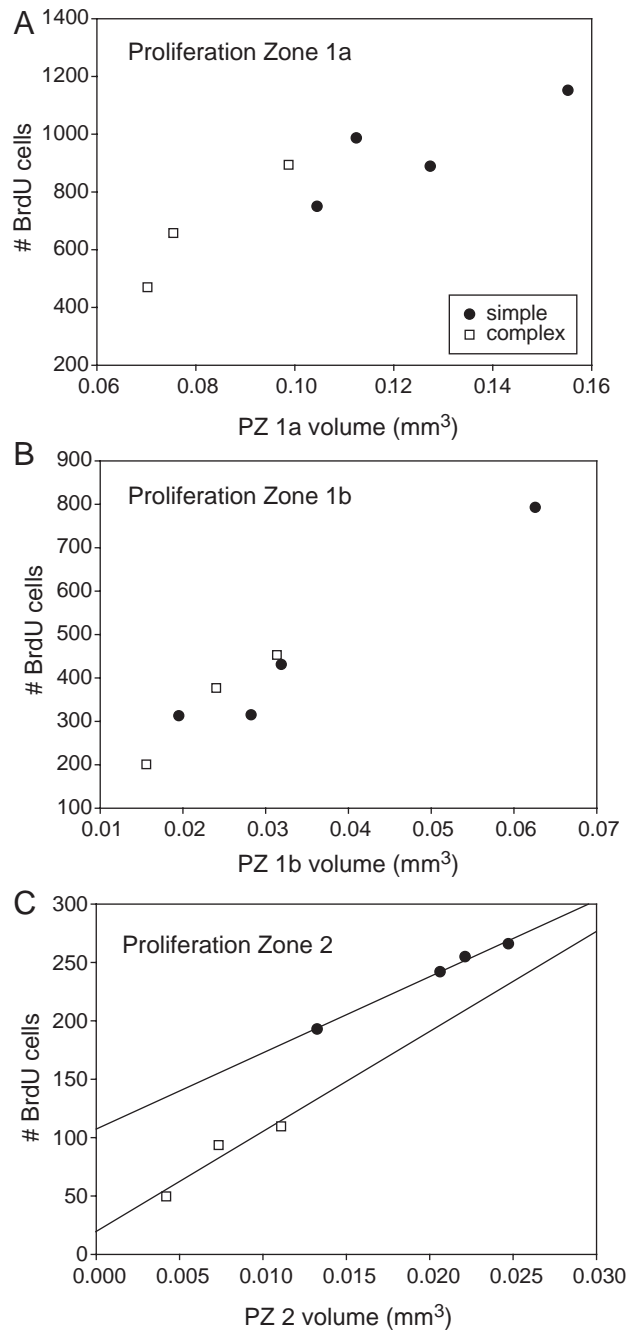 A
1400
Proliferation Zone 1a
1200
1000
# BrdU cells
800
600
400
simple
complex
200
0.06 0.08 0.10 0.12 0.14 0.16
PZ 1a volume (mm³)
B
900
Proliferation Zone 1b
800
700
# BrdU cells
600
500
400
300
200
100
0.01 0.02 0.03 0.04 0.05 0.06 0.07
PZ 1b volume (mm³)
C
300
Proliferation Zone 2
250
200
# BrdU cells
150
100
50
0
0.000 0.005 0.010 0.015 0.020 0.025 0.030
PZ 2 volume (mm³)